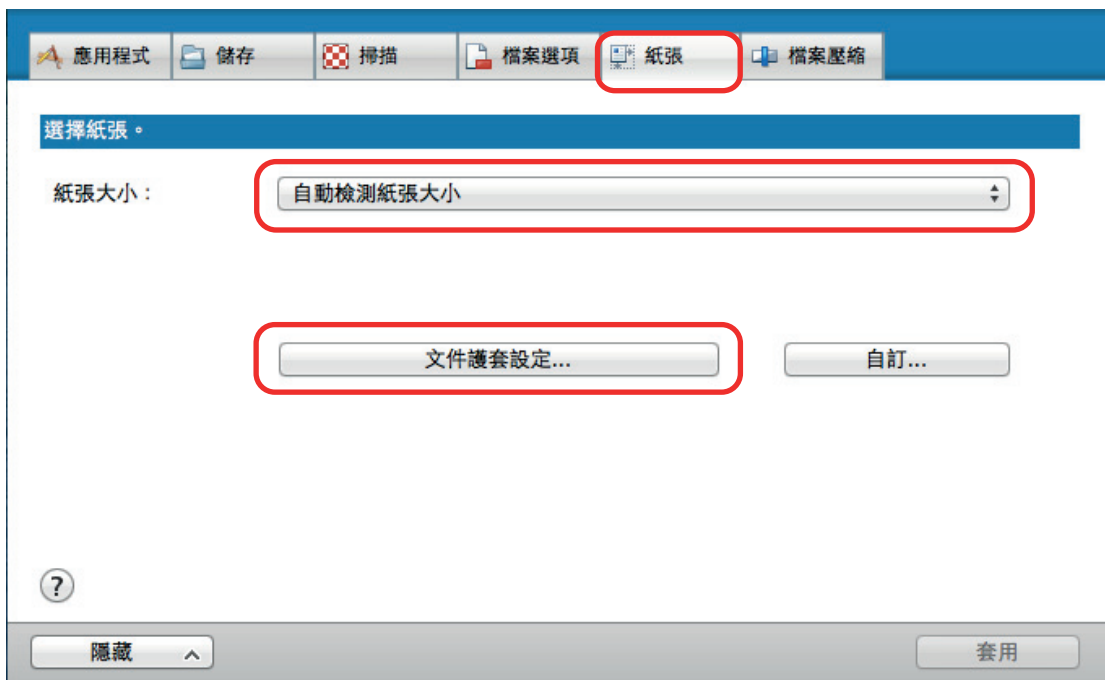 應用程式 儲存 掃描 檔案選項 紙張 檔案壓縮
選擇紙張。
紙張大小： 自動檢測紙張大小
文件護套設定... 自訂...
?
隱藏 套用